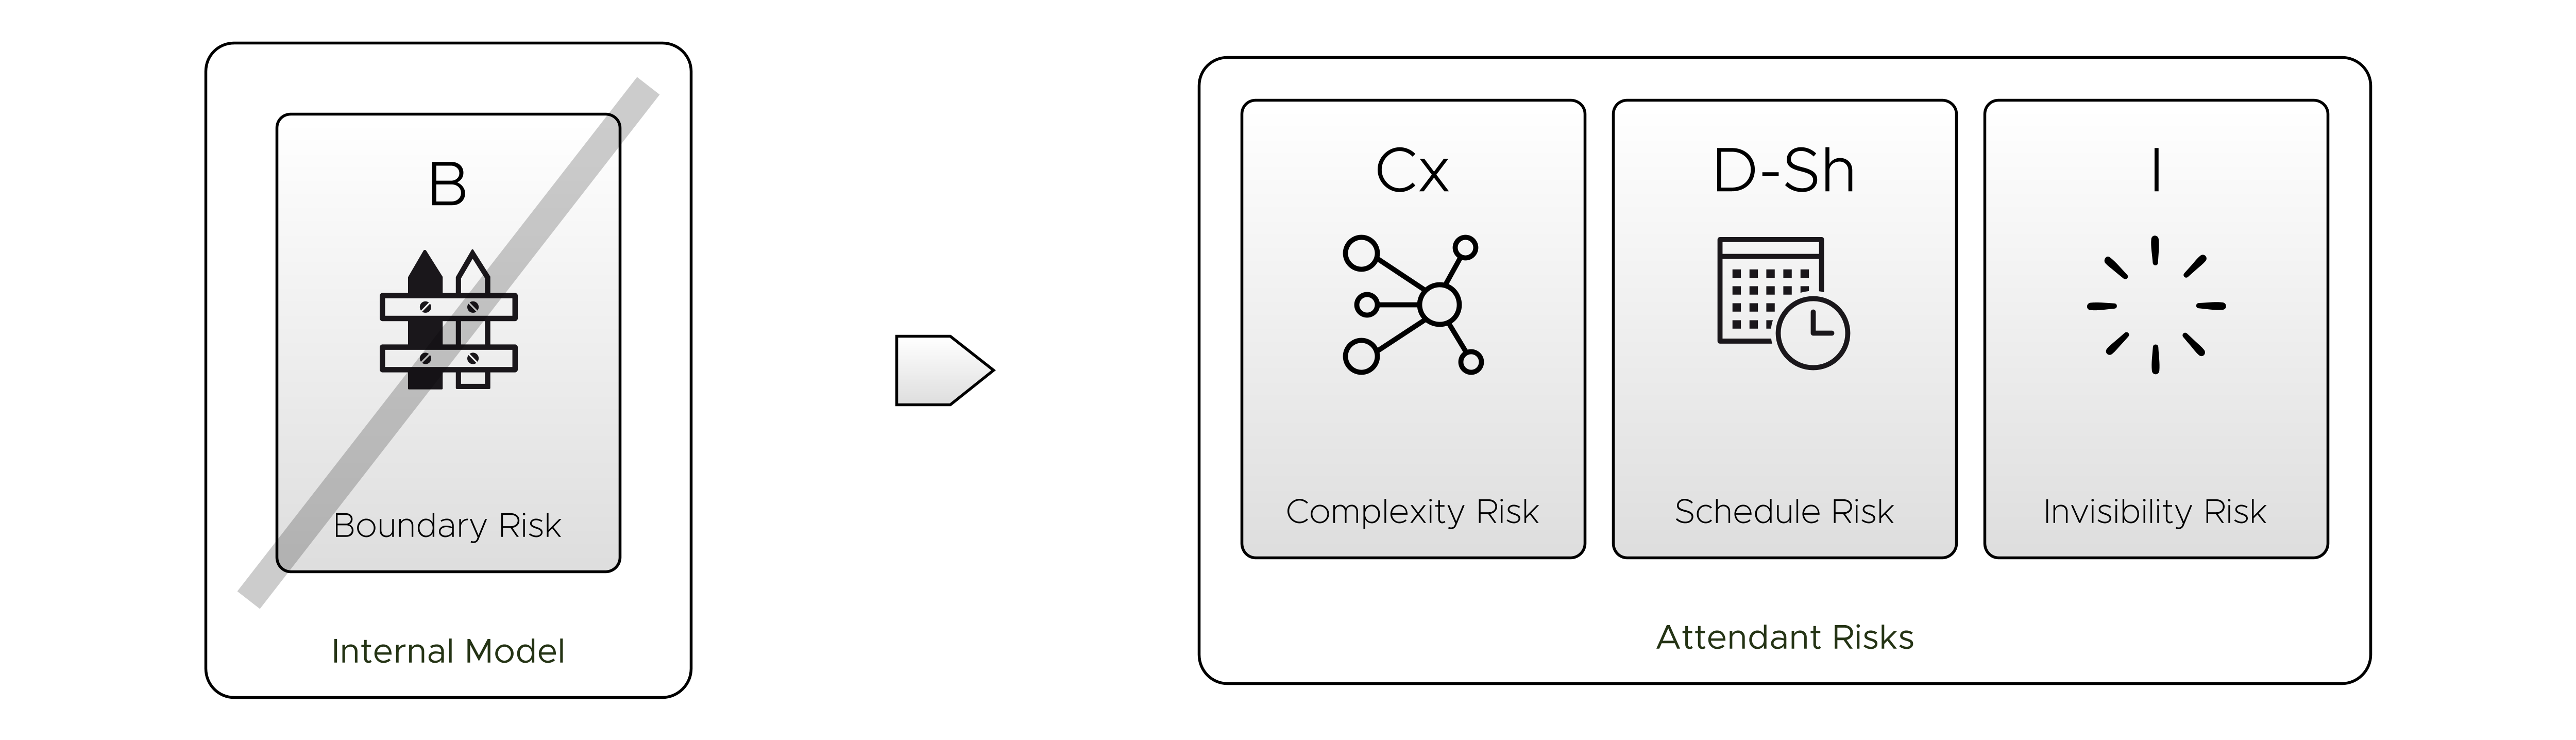 B
Boundary Risk
Internal Model
Cx
Complexity Risk
D-Sh
Schedule Risk
I
Invisibility Risk
Attendant Risks